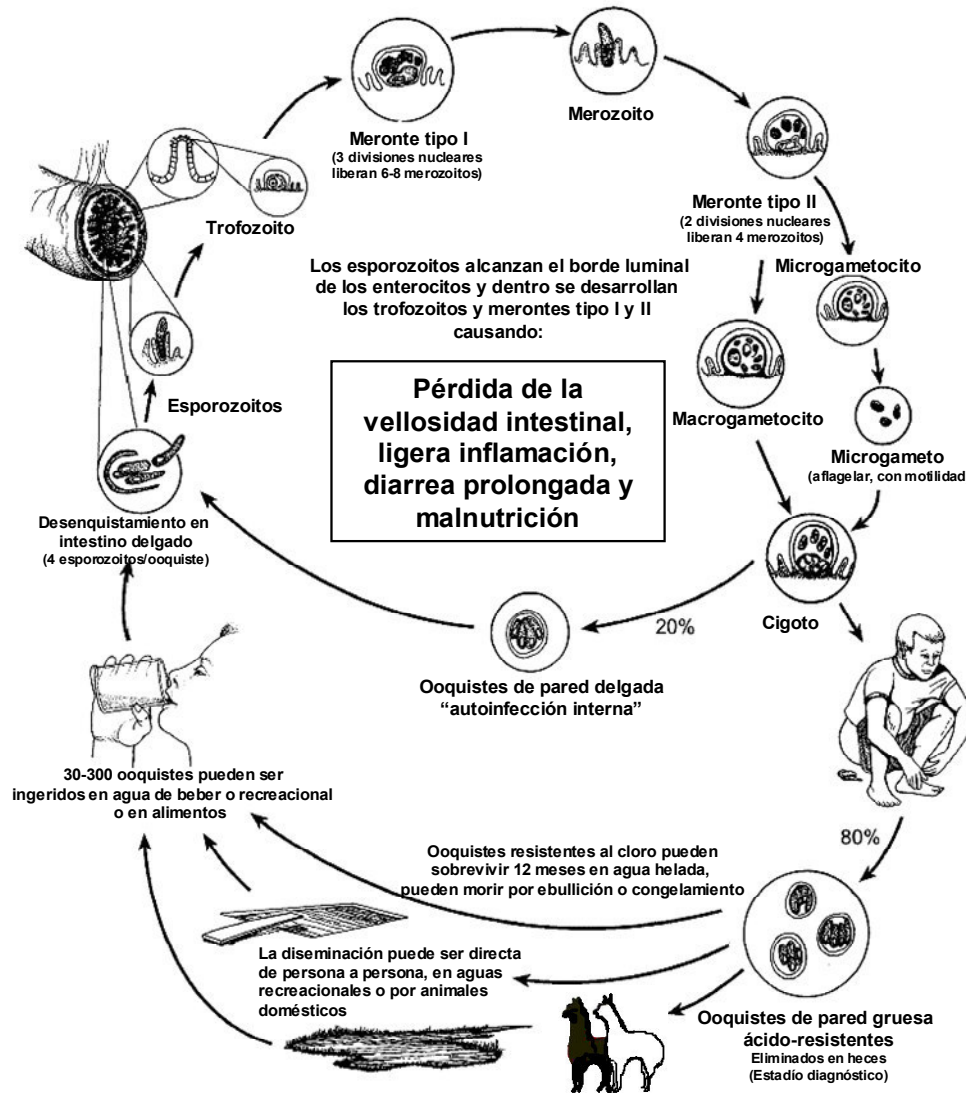 Meronte tipo I
(3 divisiones nucleares
liberan 6-8 merozoitos)
Merozoito
Meronte tipo II
(2 divisiones nucleares
liberan 4 merozoitos)
Trofozoito
Los esporozoitos alcanzan el borde luminal
de los enterocitos y dentro se desarrollan
los trofozoitos y merontes tipo I y II
causando:
Microgametocito
Pérdida de la
vellosidad intestinal,
ligera inflamación,
diarrea prolongada y
malnutrición
Esporozoitos
Macrogametocito
Microgameto
(aflagelar, con motilidad
Desenquistamiento en
intestino delgado
(4 esporozoitos/ooquiste)
Cigoto
20%
Ooquistes de pared delgada
“autoinfección interna”
30-300 ooquistes pueden ser
ingeridos en agua de beber o recreacional
o en alimentos
80%
Ooquistes resistentes al cloro pueden
sobrevivir 12 meses en agua helada,
pueden morir por ebullición o congelamiento
La diseminación puede ser directa
de persona a persona, en aguas
recreacionales o por animales
domésticos
Ooquistes de pared gruesa
ácido-resistentes
Eliminados en heces
(Estadío diagnóstico)